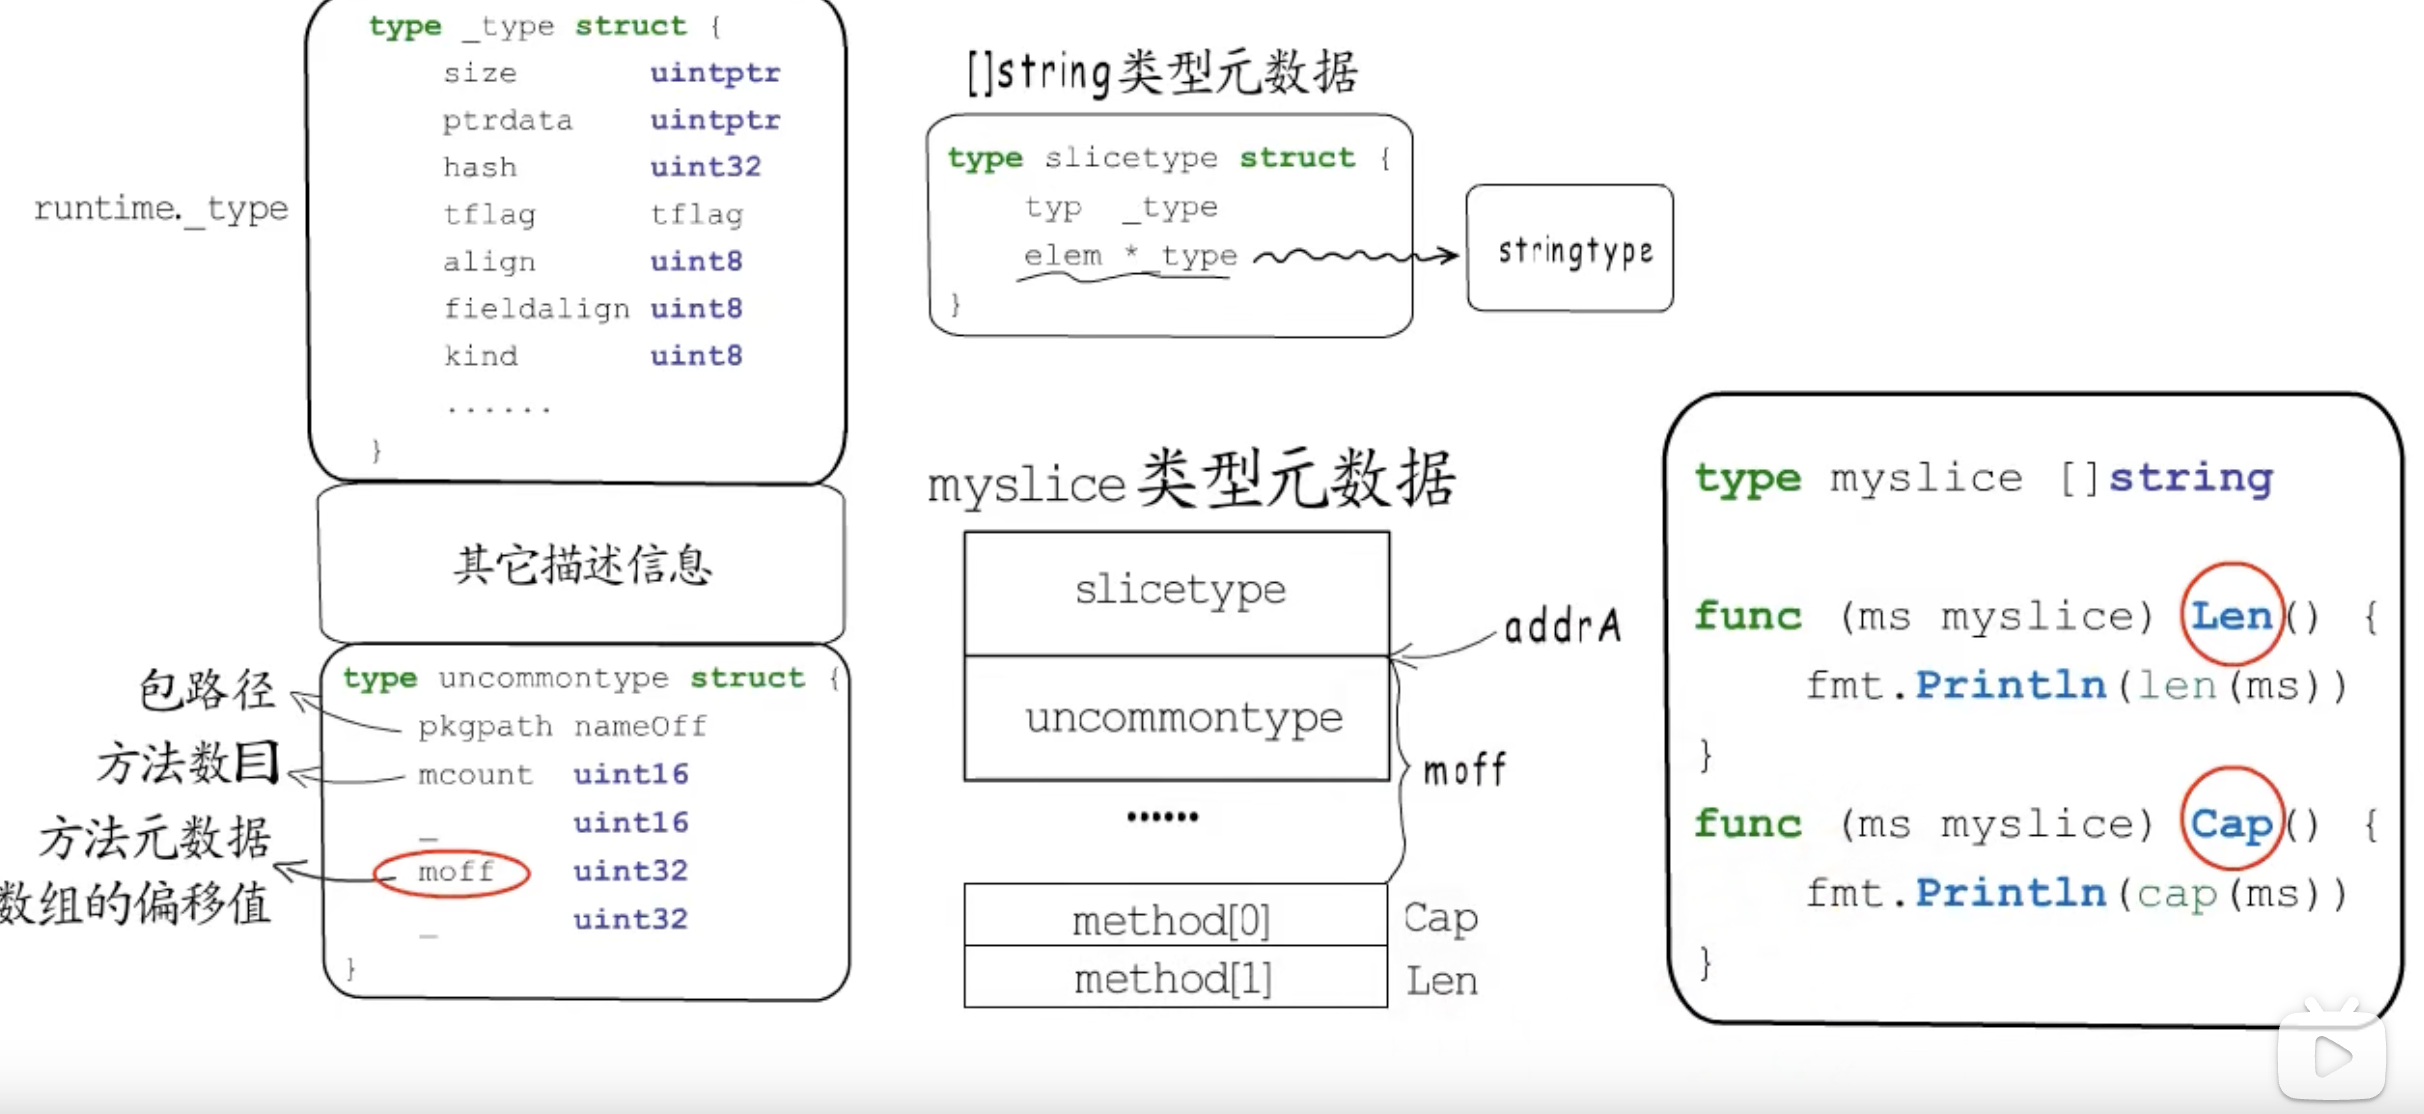 runtime._type
type _type struct {
size uintptr
ptrdata uintptr
hash uint32
tflag tflag
align uint8
fieldalign uint8
kind uint8
......
}
其它描述信息
type uncommontype struct {
pkgpath nameOff
mcount uint16
_ uint16
moff uint32
_ uint32
}
包路径
方法数目
方法元数据
数组的偏移值
[]string类型元数据
type slicetype struct {
typ _type
elem *_type
}
stringtype
myslice类型元数据
slicetype
addrA
uncommontype
moff
......
method[0] Cap
method[1] Len
type myslice []string
func (ms myslice) Len() {
fmt.Println(len(ms))
}
func (ms myslice) Cap() {
fmt.Println(cap(ms))
}